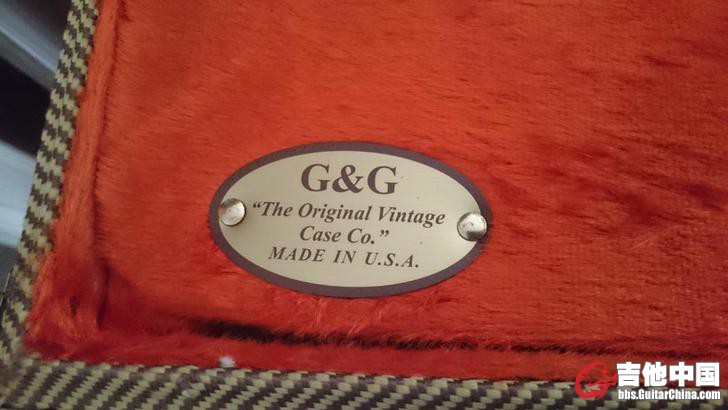 G&G
“The Original Vintage
Case Co.”
MADE IN U.S.A.
吉他中国
bbs.GuitarChina.com